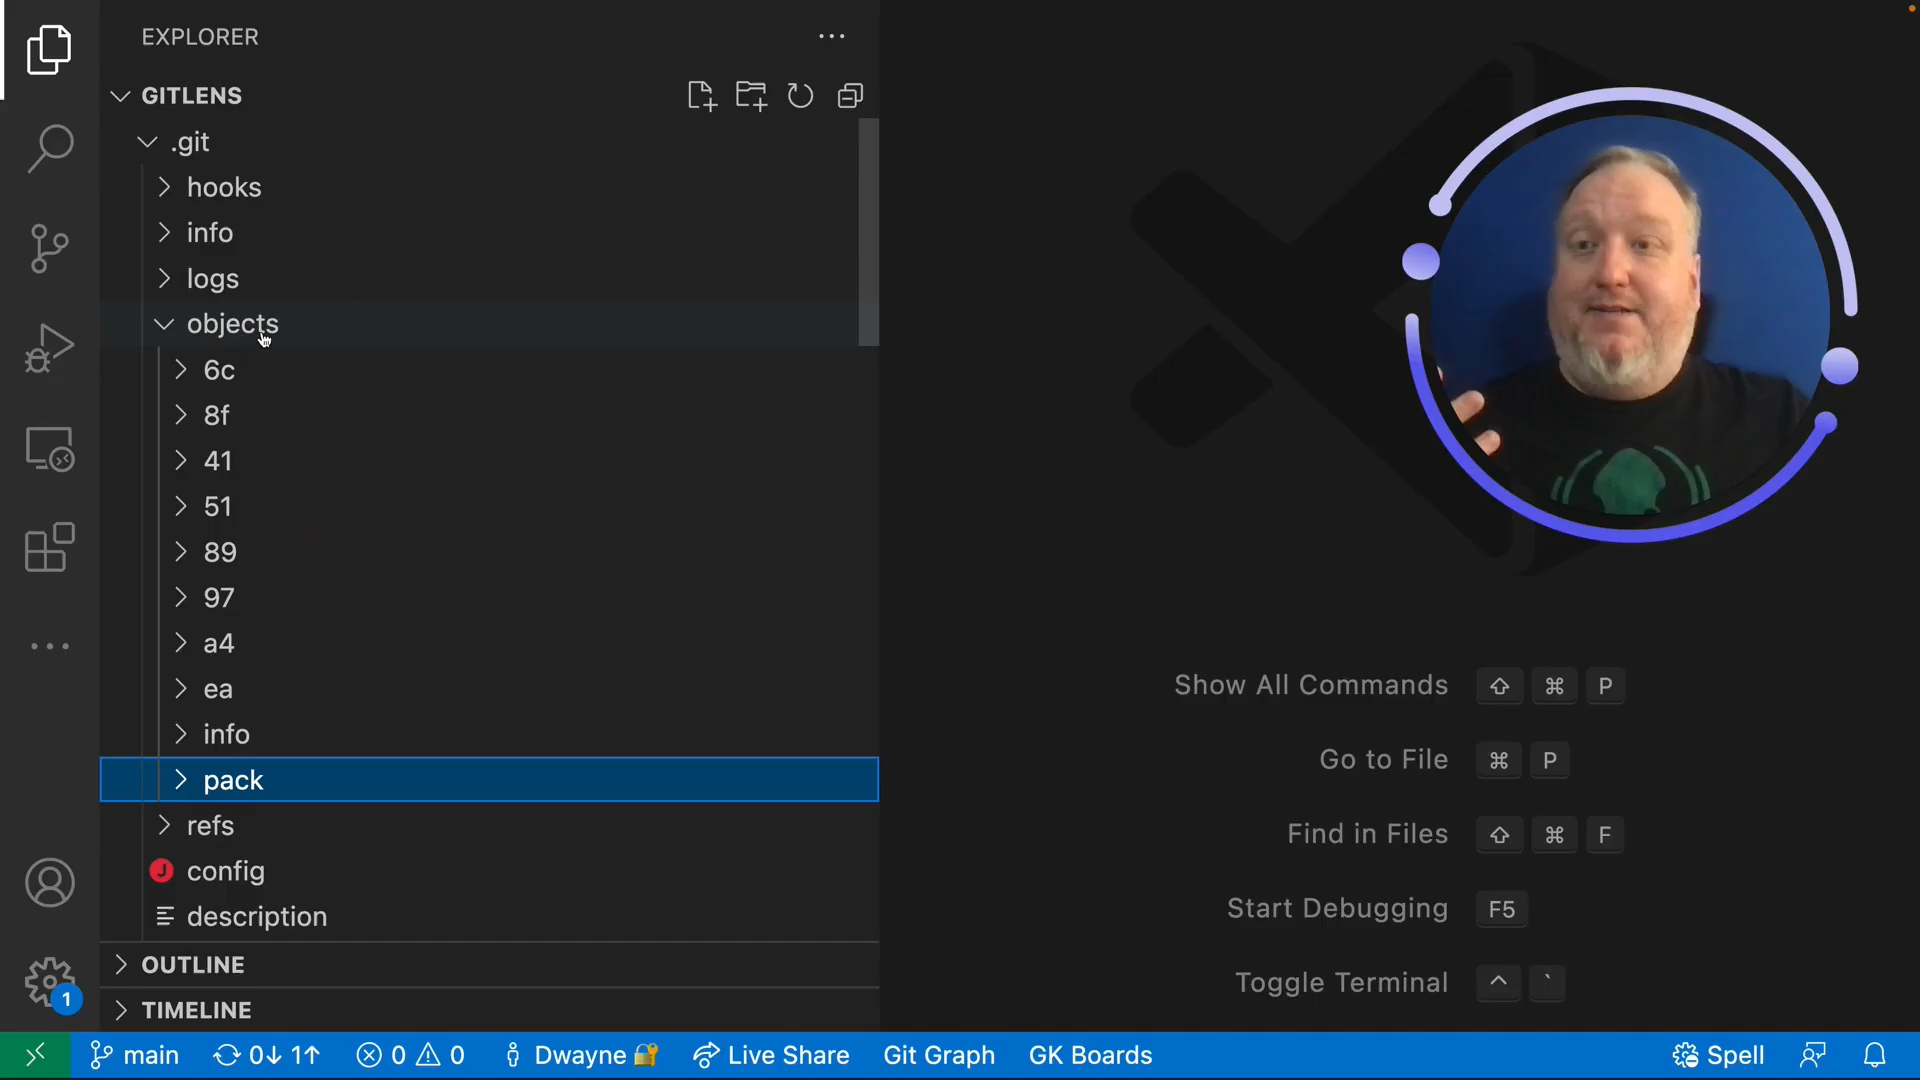 EXPLORER
GITLENS
.git
hooks
info
logs
objects
6c
8f
41
51
89
97
a4
ea
info
pack
refs
J config
description
OUTLINE
TIMELINE
Show All Commands ⇧ ⌘ P
Go to File ⌘ P
Find in Files ⇧ ⌘ F
Start Debugging F5
Toggle Terminal ^ `
1
main 0↓ 1↑ 0 0 Dwayne Live Share Git Graph GK Boards Spell